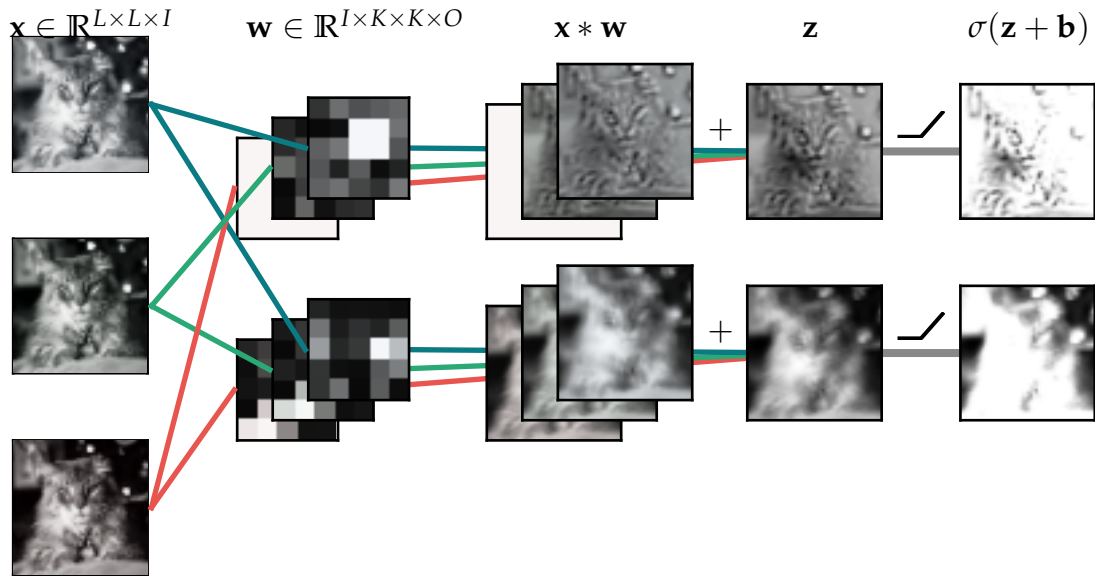 𝐱 ∈ ℝ^{L×L×I} 𝐰 ∈ ℝ^{I×K×K×O} 𝐱 ∗ 𝐰 𝐳 σ(𝐳 + 𝐛)
+
+